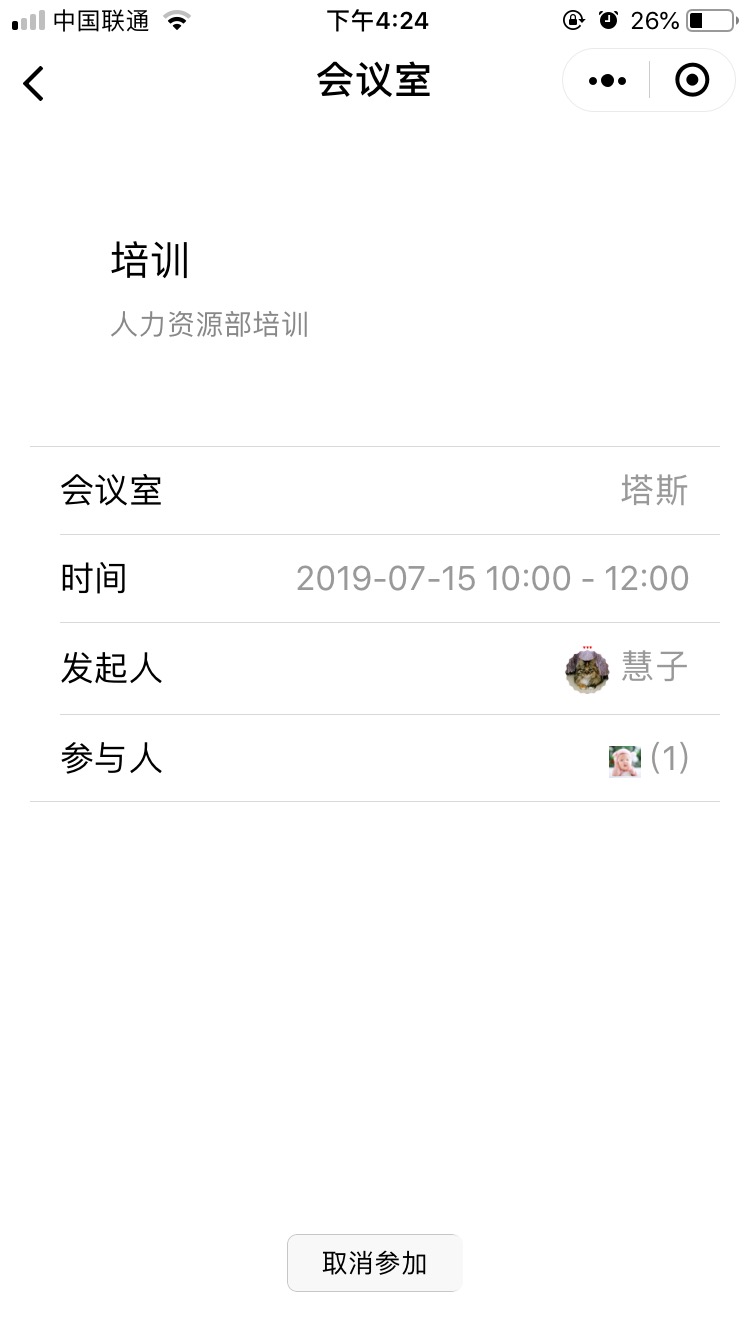 中国联通 下午4:24 26%
会议室
培训
人力资源部培训
会议室 塔斯
时间 2019-07-15 10:00 - 12:00
发起人 慧子
参与人 (1)
取消参加